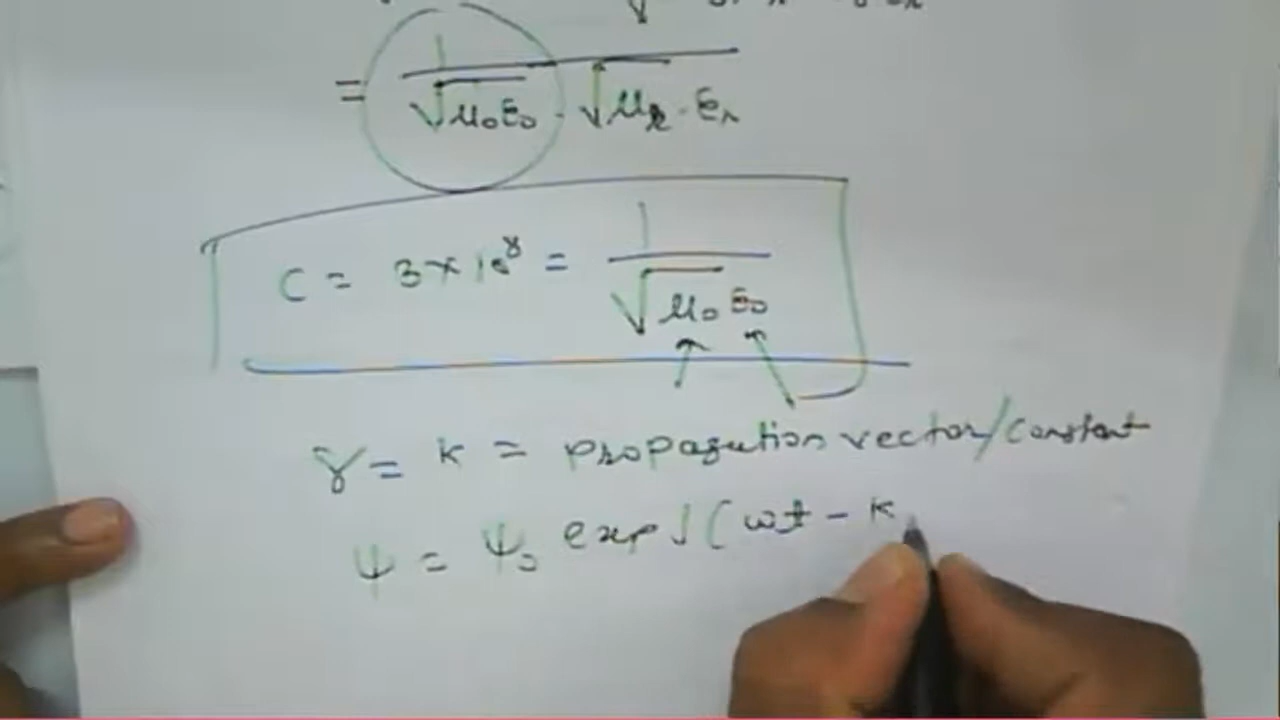 = 1/√μ₀ε₀ · √μᵣ · εᵣ
C = 3×10⁸ = 1/√μ₀ε₀
γ = k = propagation vector/constant
ψ = ψ₀ exp j(ωt - k